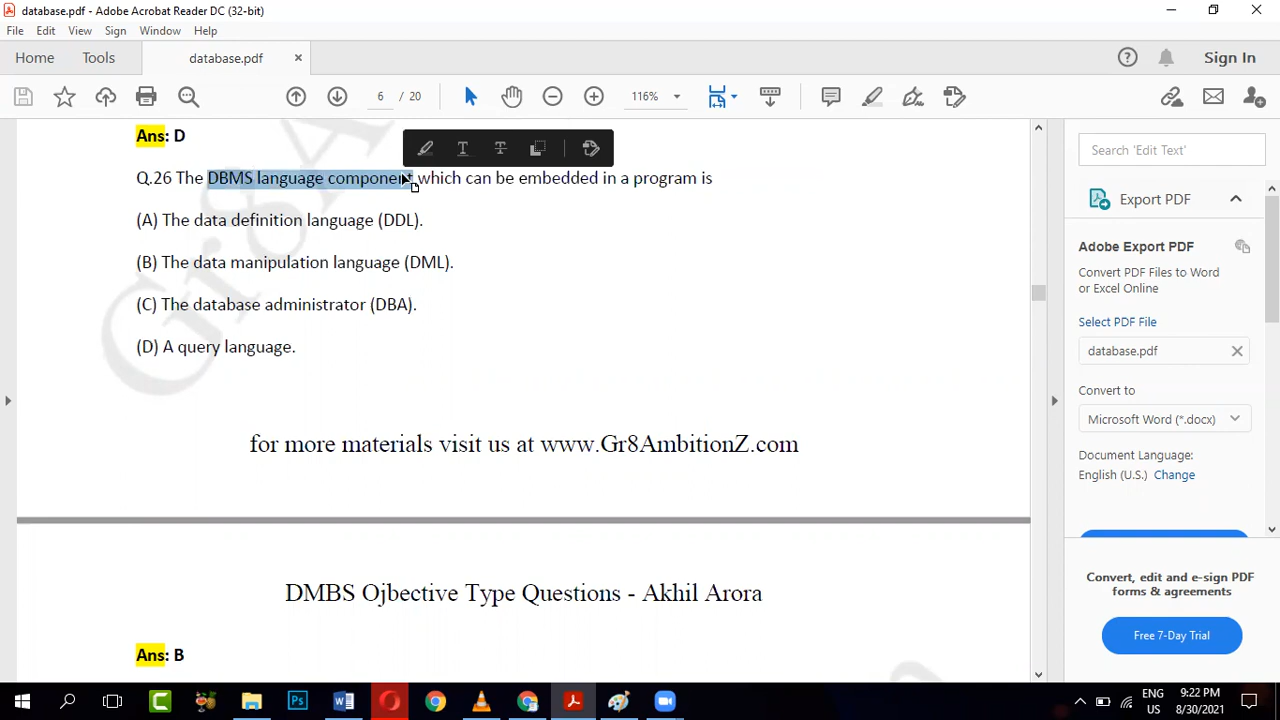 database.pdf - Adobe Acrobat Reader DC (32-bit)
File Edit View Sign Window Help
Home Tools database.pdf × Sign In
6 / 20 116%
Ans: D
Q.26 The DBMS language component which can be embedded in a program is
(A) The data definition language (DDL).
(B) The data manipulation language (DML).
(C) The database administrator (DBA).
(D) A query language.
for more materials visit us at www.Gr8AmbitionZ.com
DMBS Ojbective Type Questions - Akhil Arora
Ans: B
Gr8A
Search 'Edit Text'
Export PDF
Adobe Export PDF
Convert PDF Files to Word
or Excel Online
Select PDF File
database.pdf
Convert to
Microsoft Word (*.docx)
Document Language:
English (U.S.) Change
Convert, edit and e-sign PDF
forms & agreements
Free 7-Day Trial
ENG
US
9:22 PM
8/30/2021